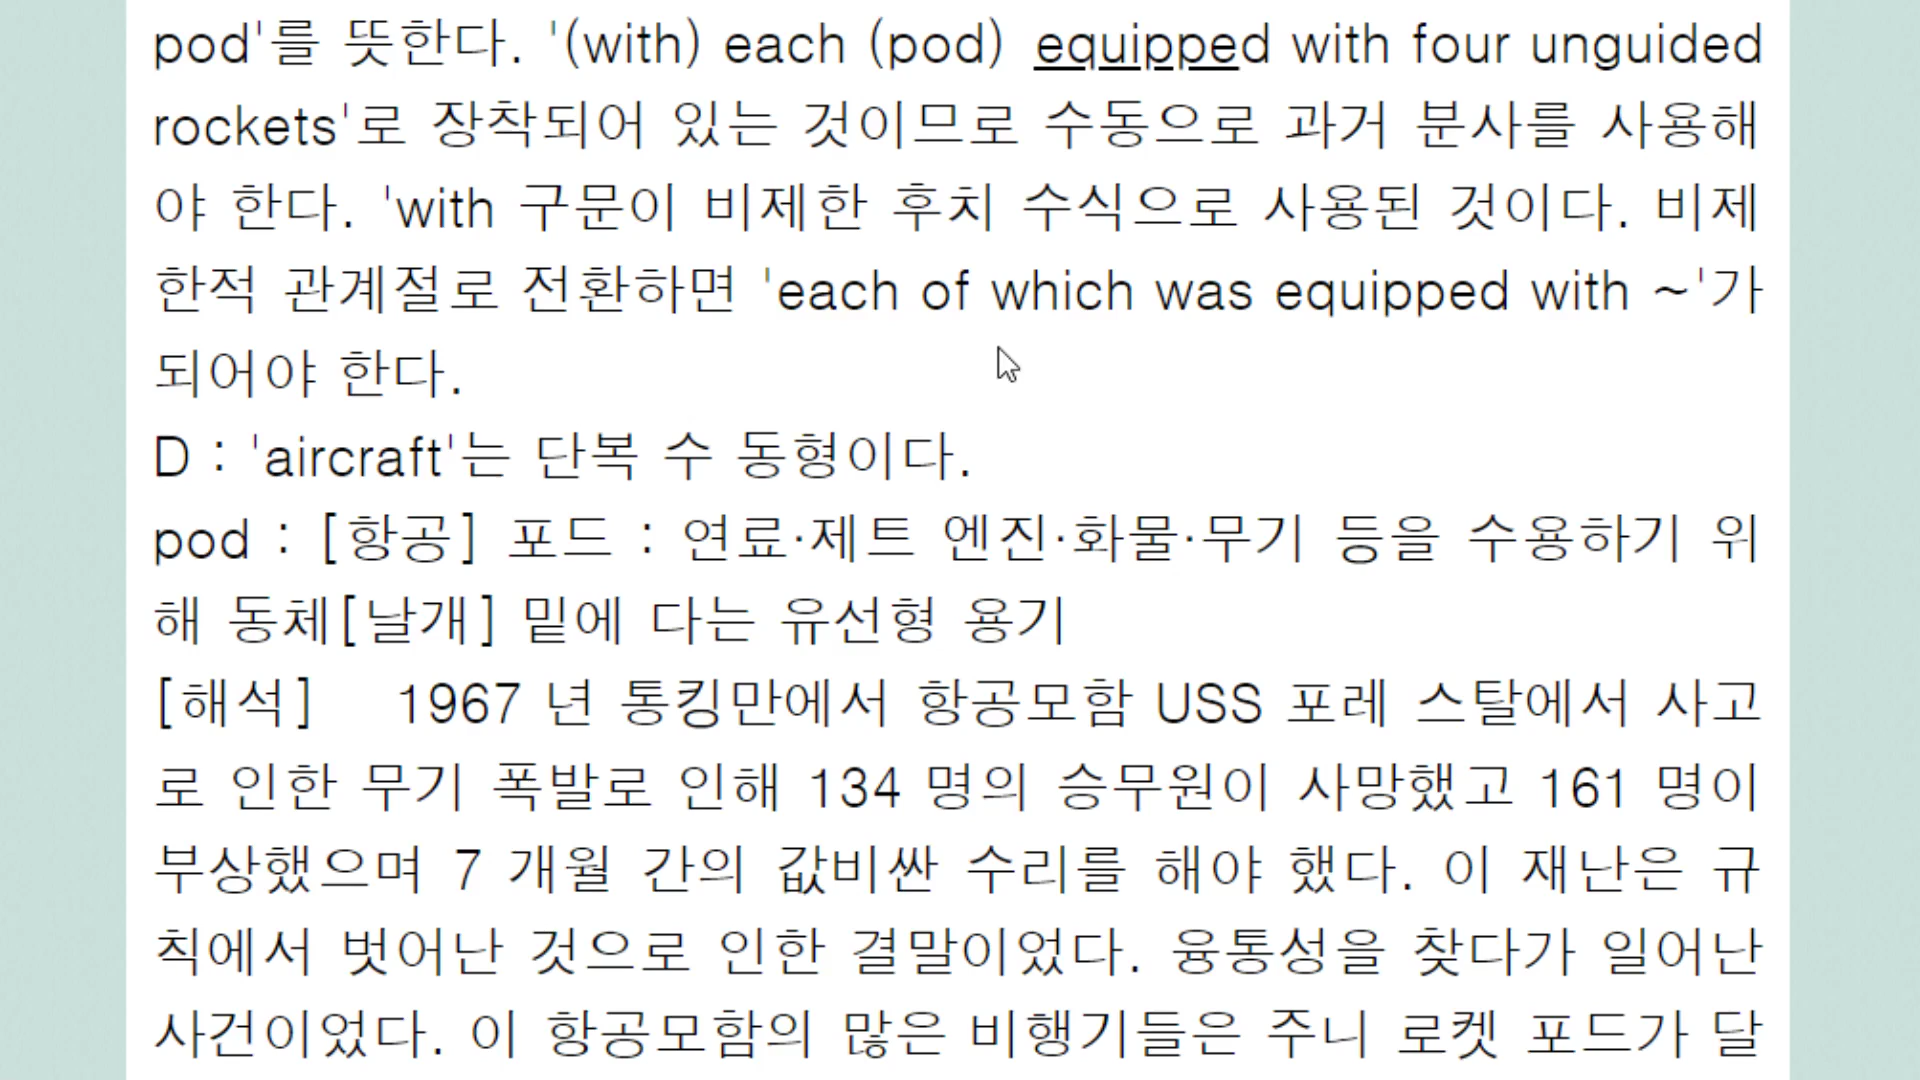 pod'를 뜻한다. '(with) each (pod) equipped with four unguided
rockets'로 장착되어 있는 것이므로 수동으로 과거 분사를 사용해
야 한다. 'with 구문이 비제한 후치 수식으로 사용된 것이다. 비제
한적 관계절로 전환하면 'each of which was equipped with ~'가
되어야 한다.
D : 'aircraft'는 단복 수 동형이다.
pod : [항공] 포드 : 연료·제트 엔진·화물·무기 등을 수용하기 위
해 동체[날개] 밑에 다는 유선형 용기
[해석] 1967 년 통킹만에서 항공모함 USS 포레 스탈에서 사고
로 인한 무기 폭발로 인해 134 명의 승무원이 사망했고 161 명이
부상했으며 7 개월 간의 값비싼 수리를 해야 했다. 이 재난은 규
칙에서 벗어난 것으로 인한 결말이었다. 융통성을 찾다가 일어난
사건이었다. 이 항공모함의 많은 비행기들은 주니 로켓 포드가 달